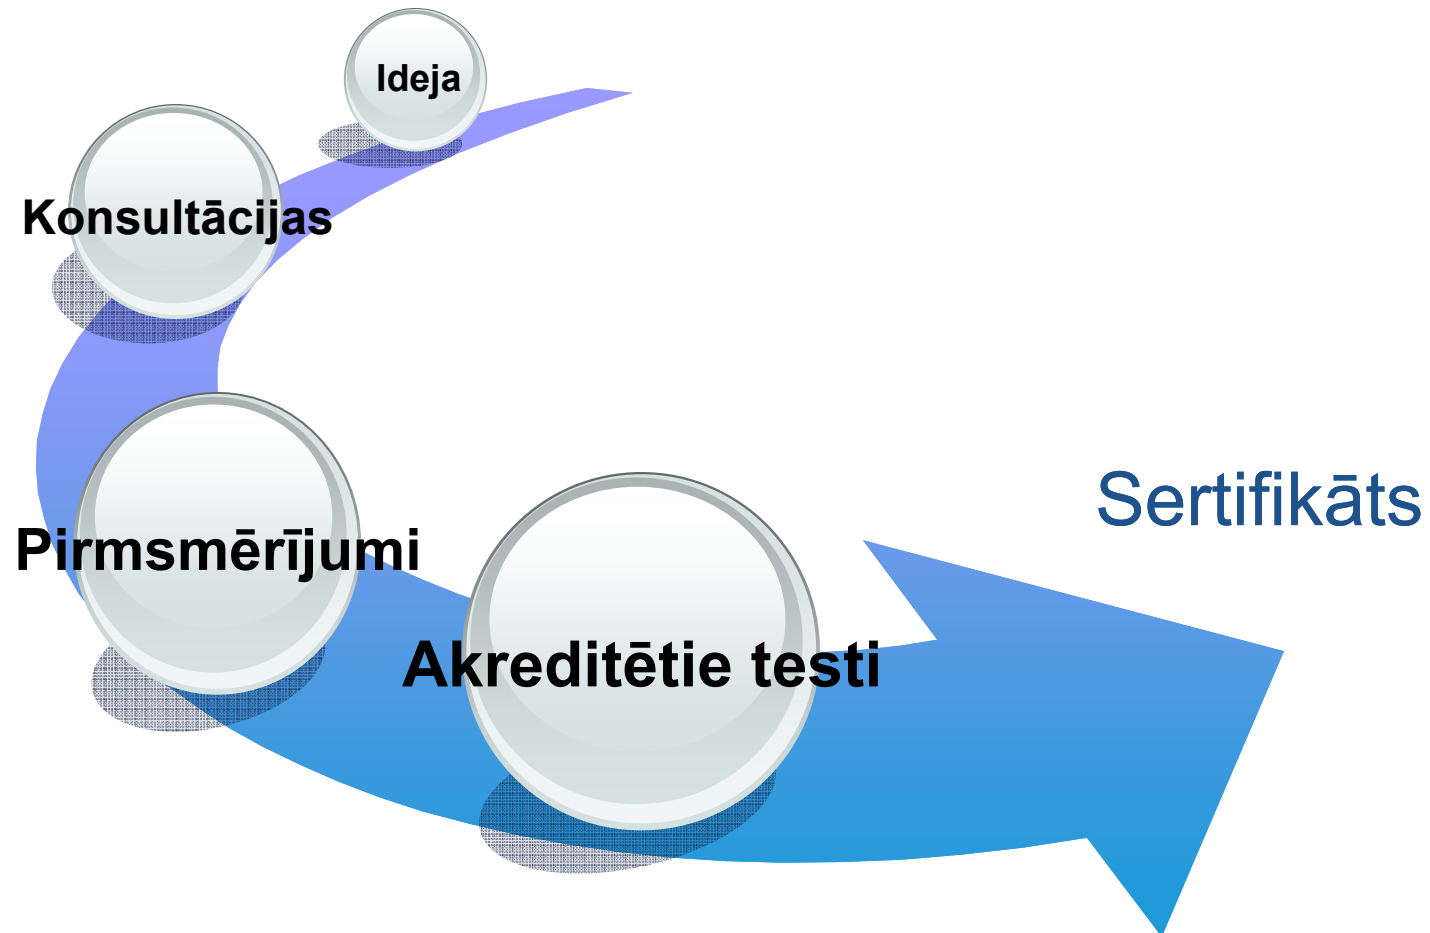 Ideja
Konsultācijas
Pirmsmērījumi
Akreditētie testi
Sertifikāts